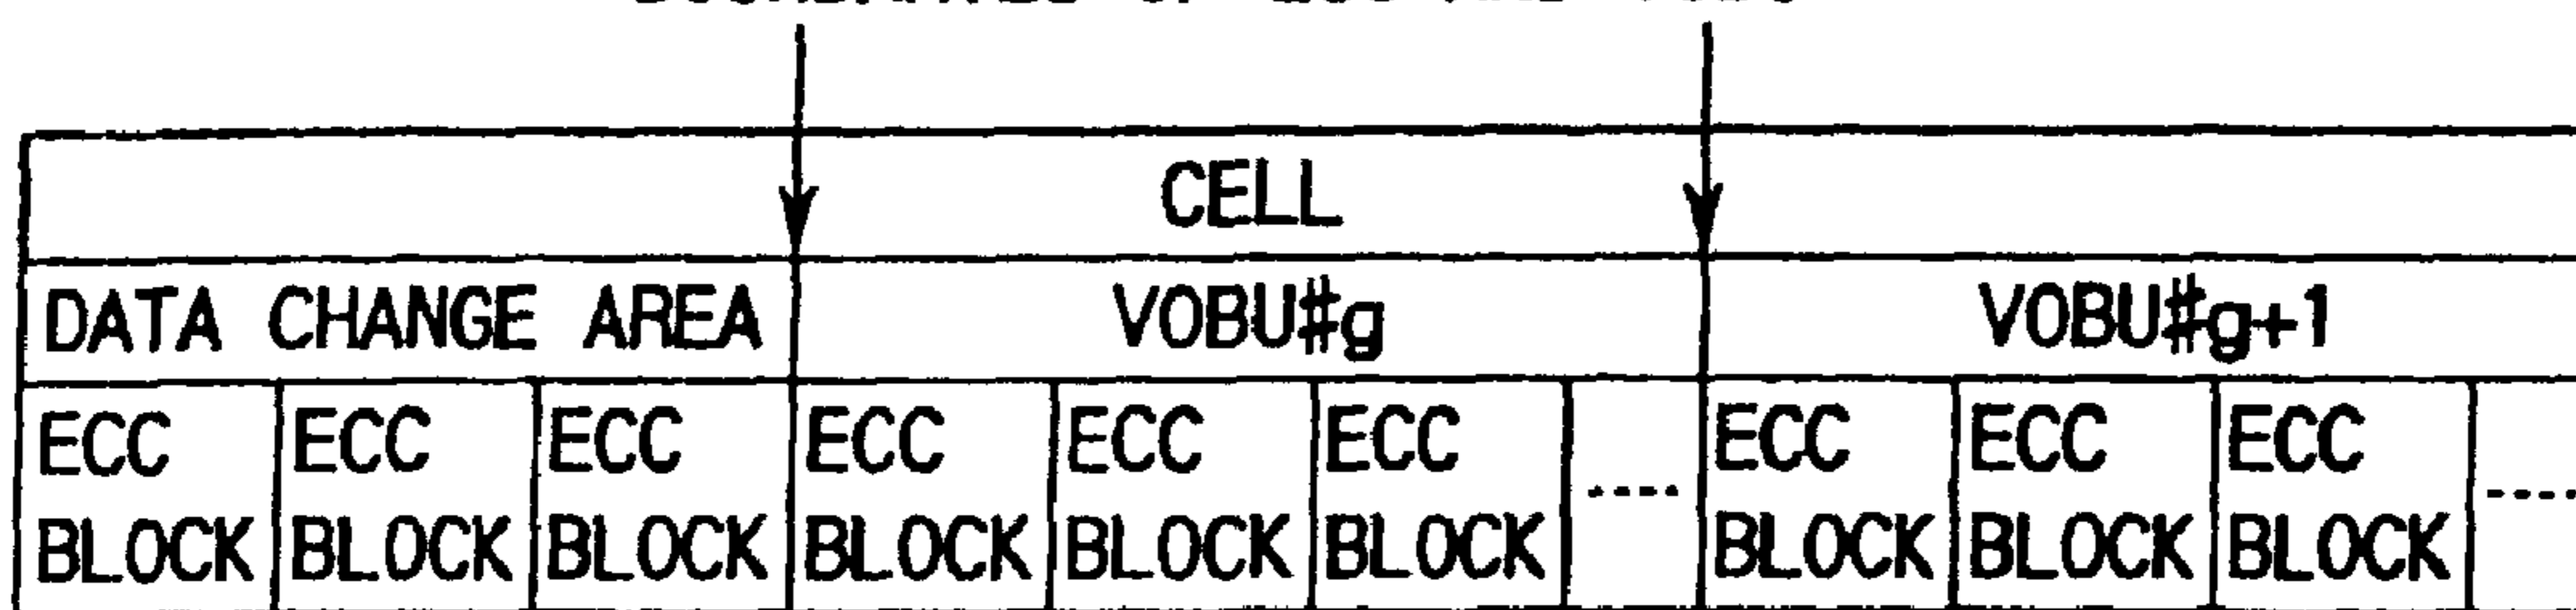 CELL
DATA CHANGE AREA VOBU#g VOBU#g+1
ECC ECC ECC ECC ECC ECC ECC ECC ECC
BLOCK BLOCK BLOCK BLOCK BLOCK BLOCK ..... BLOCK BLOCK BLOCK .....